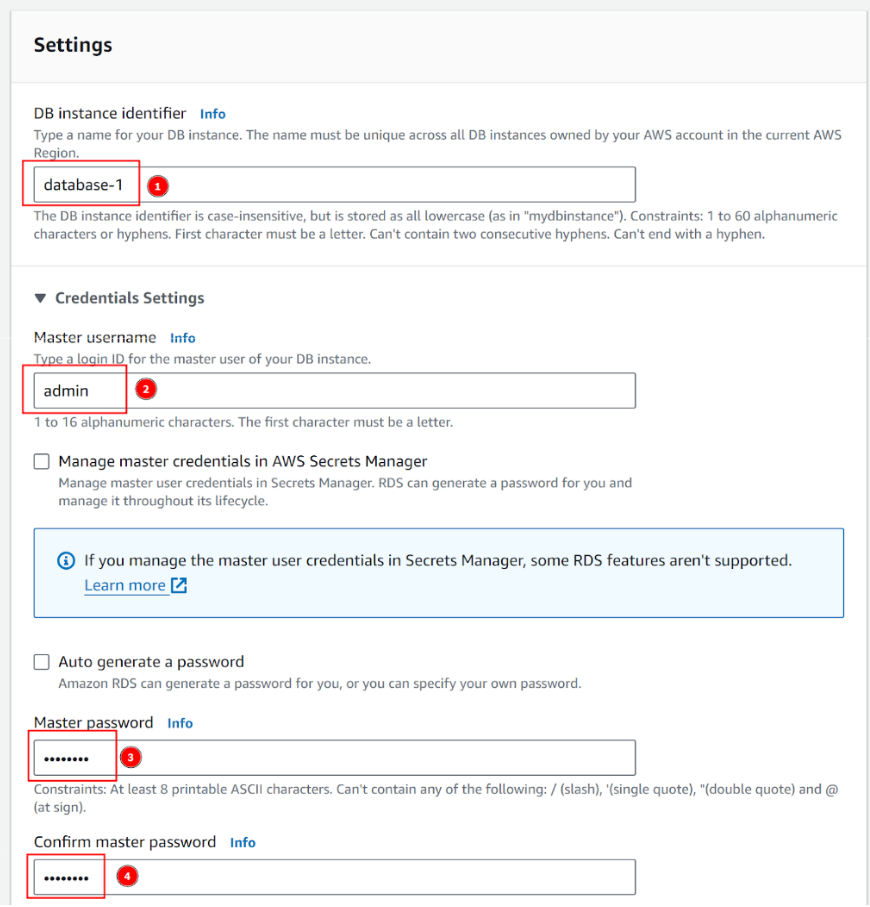 Settings
DB instance identifier Info
Type a name for your DB instance. The name must be unique across all DB instances owned by your AWS account in the current AWS
Region.
database-1 1
The DB instance identifier is case-insensitive, but is stored as all lowercase (as in "mydbinstance"). Constraints: 1 to 60 alphanumeric
characters or hyphens. First character must be a letter. Can't contain two consecutive hyphens. Can't end with a hyphen.
Credentials Settings
Master username Info
Type a login ID for the master user of your DB instance.
admin 2
1 to 16 alphanumeric characters. The first character must be a letter.
Manage master credentials in AWS Secrets Manager
Manage master user credentials in Secrets Manager. RDS can generate a password for you and
manage it throughout its lifecycle.
If you manage the master user credentials in Secrets Manager, some RDS features aren't supported.
Learn more
Auto generate a password
Amazon RDS can generate a password for you, or you can specify your own password.
Master password Info
•••••••• 3
Constraints: At least 8 printable ASCII characters. Can't contain any of the following: / (slash), '(single quote), "(double quote) and @
(at sign).
Confirm master password Info
•••••••• 4